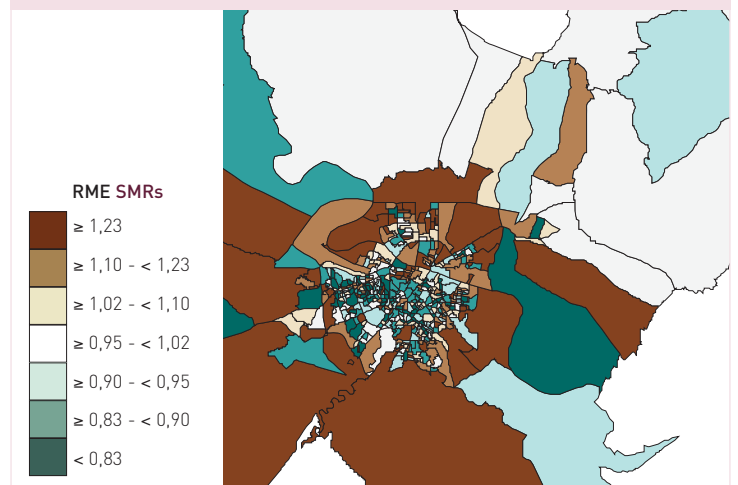 RME SMRs
≥ 1,23
≥ 1,10 - < 1,23
≥ 1,02 - < 1,10
≥ 0,95 - < 1,02
≥ 0,90 - < 0,95
≥ 0,83 - < 0,90
< 0,83